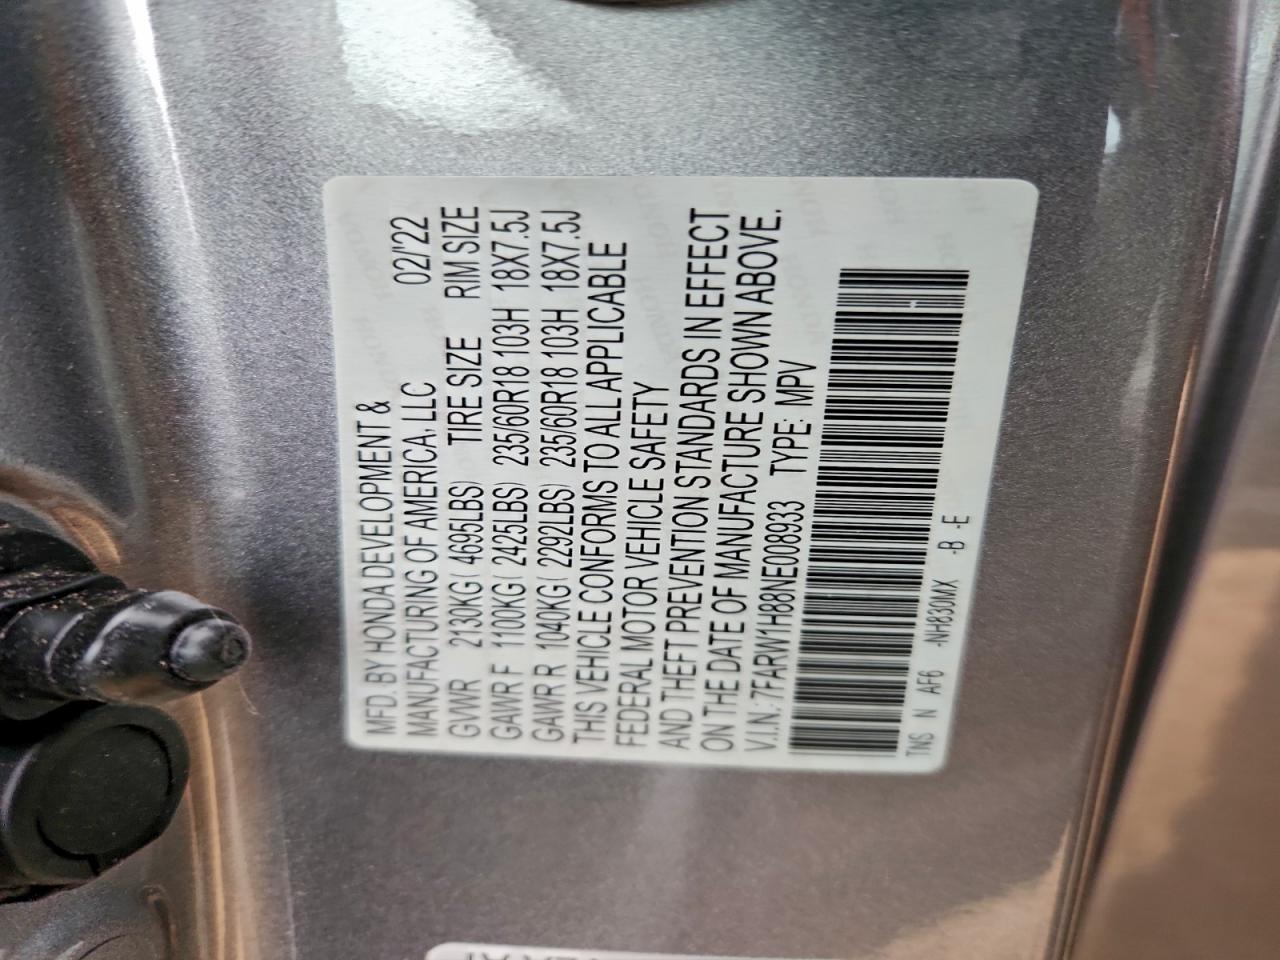 MFD. BY HONDA DEVELOPMENT &
MANUFACTURING OF AMERICA, LLC 02/'22
GVWR 2130KG ( 4695LBS) TIRE SIZE RIM SIZE
GAWR F 1100KG ( 2425LBS) 235/60R18 103H 18X7.5J
GAWR R 1040KG ( 2292LBS) 235/60R18 103H 18X7.5J
THIS VEHICLE CONFORMS TO ALL APPLICABLE
FEDERAL MOTOR VEHICLE SAFETY
AND THEFT PREVENTION STANDARDS IN EFFECT
ON THE DATE OF MANUFACTURE SHOWN ABOVE.
V.I.N.: 7FARW1H88NE008933 TYPE: MPV
TNS N AF6 -NH830MX -B -E